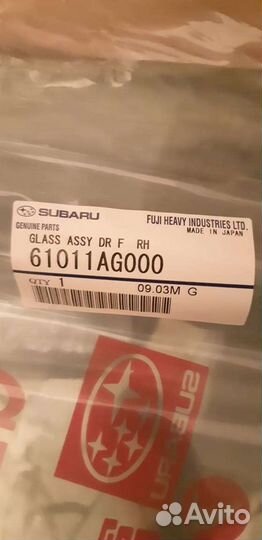 SUBARU
GENUINE PARTS
FUJI HEAVY INDUSTRIES LTD.
MADE IN JAPAN
GLASS ASSY DR F RH
61011AG000
QTY 1
09.03M G
SUBARU
Avito